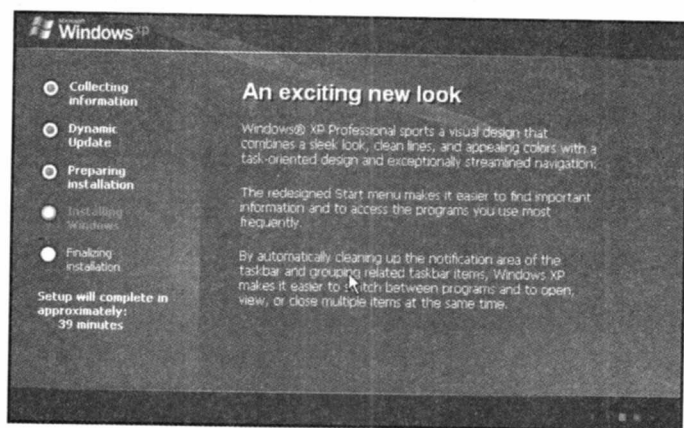 Microsoft
Windows xp
Collecting
information
Dynamic
Update
Preparing
installation
Installing
Windows
Finalizing
installation
Setup will complete in
approximately:
39 minutes
An exciting new look
Windows® XP Professional sports a visual design that
combines a sleek look, clean lines, and appealing colors with a
task-oriented design and exceptionally streamlined navigation.
The redesigned Start menu makes it easier to find important
information and to access the programs you use most
frequently.
By automatically cleaning up the notification area of the
taskbar and grouping related taskbar items, Windows XP
makes it easier to switch between programs and to open,
view, or close multiple items at the same time.